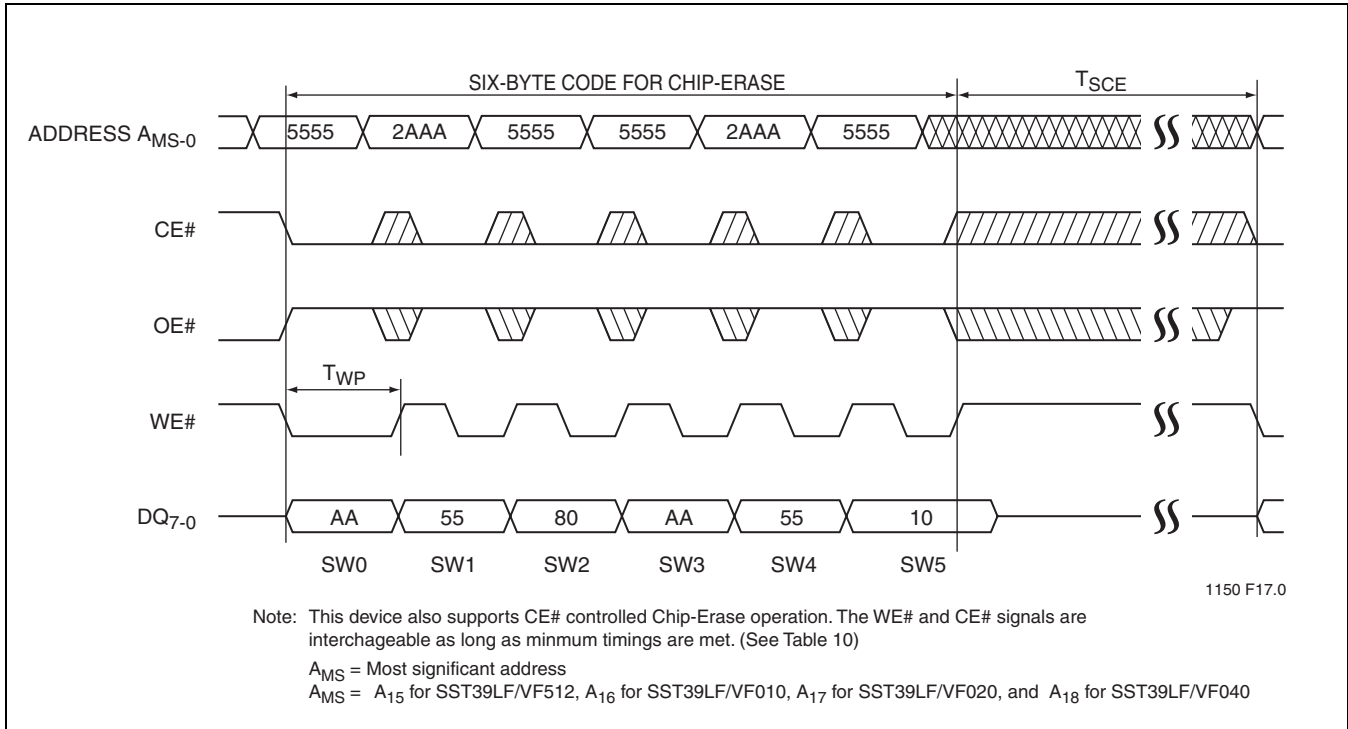 SIX-BYTE CODE FOR CHIP-ERASE TSCE
ADDRESS AMS-0 5555 2AAA 5555 5555 2AAA 5555
CE#
OE#
TWP
WE#
DQ7-0 AA 55 80 AA 55 10
SW0 SW1 SW2 SW3 SW4 SW5
1150 F17.0
Note: This device also supports CE# controlled Chip-Erase operation. The WE# and CE# signals are
interchageable as long as minmum timings are met. (See Table 10)
AMS = Most significant address
AMS = A15 for SST39LF/VF512, A16 for SST39LF/VF010, A17 for SST39LF/VF020, and A18 for SST39LF/VF040